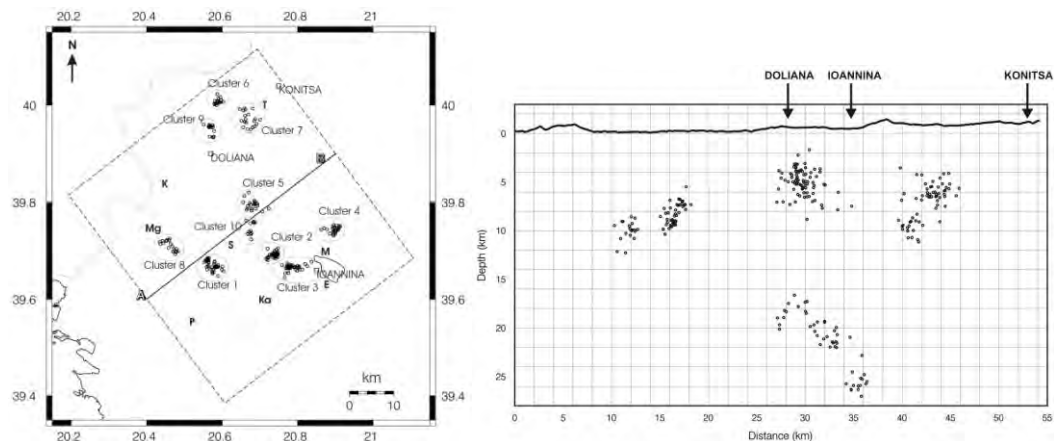 20.2 20.4 20.6 20.8 21
N
40
39.8
39.6
39.4
Cluster 6
KONITSA
T
Cluster
Cluster 7
DOLIANA
B
K
Cluster 5
Cluster 10
Cluster 4
Mg
S
Cluster 2
M
Cluster 8
IOANNINA
Cluster 1
Cluster 3
E
A
Ka
P
km
0 10
40
39.8
39.6
39.4
20.2 20.4 20.6 20.8 21
DOLIANA IOANNINA KONITSA
0
5
10
15
20
25
Depth (km)
0 5 10 15 20 25 30 35 40 45 50 55
Distance (km)